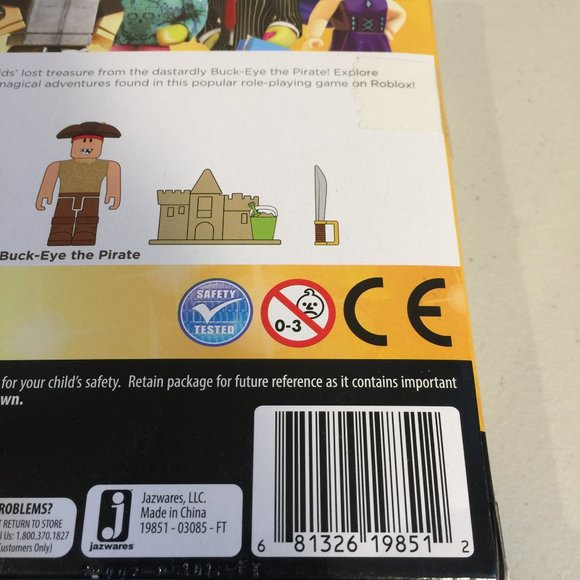 ids' lost treasure from the dastardly Buck-Eye the Pirate! Explore
magical adventures found in this popular role-playing game on Roblox!
Buck-Eye the Pirate
SAFETY
TESTED
0-3
CE
for your child's safety. Retain package for future reference as it contains important
wn.
PROBLEMS?
T RETURN TO STORE
l Us: 1.800.370.1827
Customers Only)
j
jazwares
Jazwares, LLC.
Made in China
19851 - 03085 - FT
6 81326 19851 2